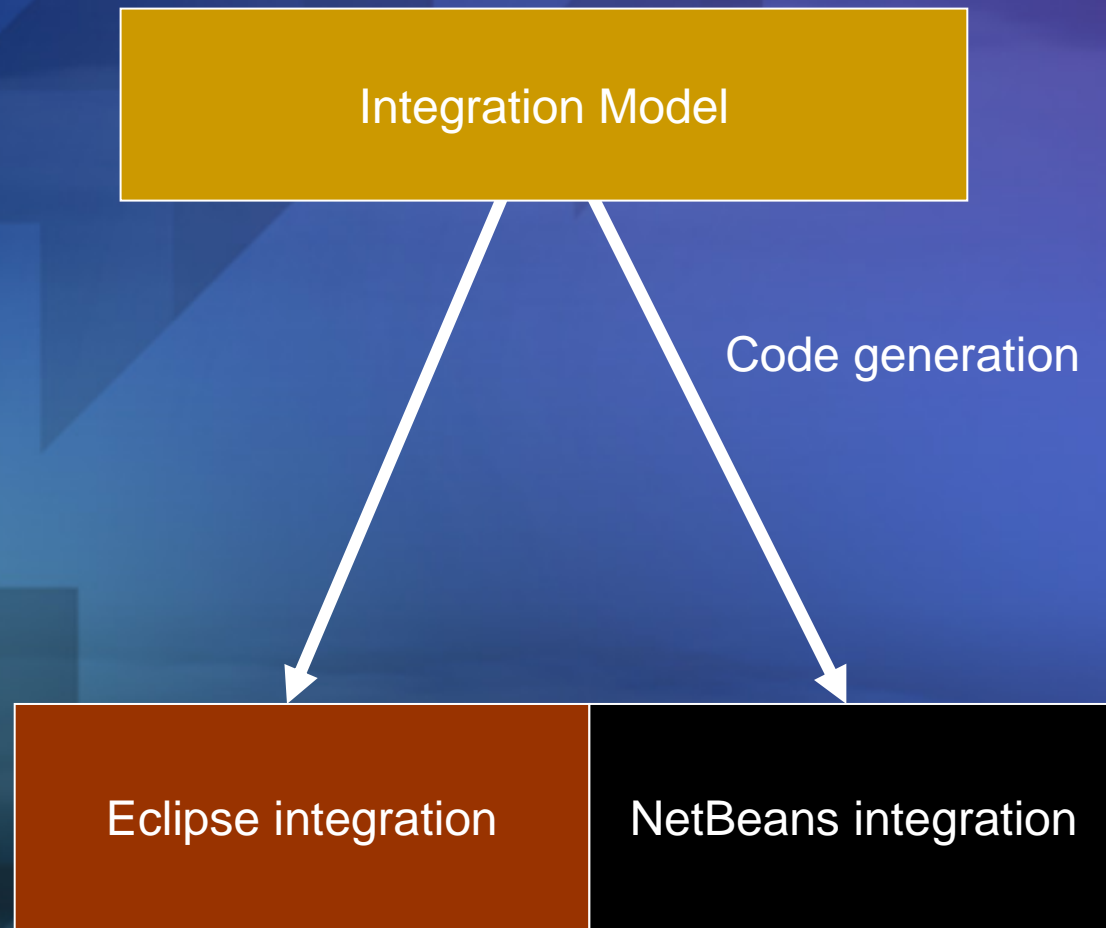 Integration Model
Code generation
Eclipse integration
NetBeans integration